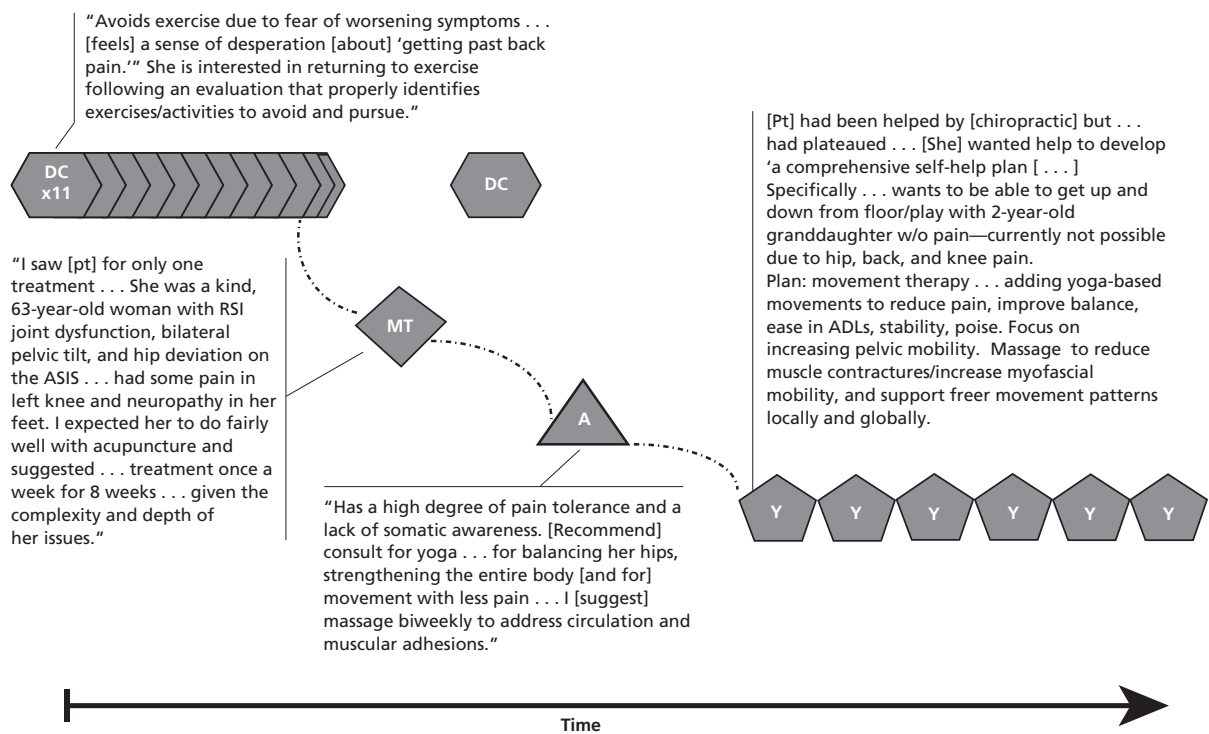 “Avoids exercise due to fear of worsening symptoms . . .
[feels] a sense of desperation [about] ‘getting past back
pain.’” She is interested in returning to exercise
following an evaluation that properly identifies
exercises/activities to avoid and pursue.”
DC
x11
DC
“I saw [pt] for only one
treatment . . . She was a kind,
63-year-old woman with RSI
joint dysfunction, bilateral
pelvic tilt, and hip deviation on
the ASIS . . . had some pain in
left knee and neuropathy in her
feet. I expected her to do fairly
well with acupuncture and
suggested . . . treatment once a
week for 8 weeks . . . given the
complexity and depth of
her issues.”
MT
A
“Has a high degree of pain tolerance and a
lack of somatic awareness. [Recommend]
consult for yoga . . . for balancing her hips,
strengthening the entire body [and for]
movement with less pain . . . I [suggest]
massage biweekly to address circulation and
muscular adhesions.”
[Pt] had been helped by [chiropractic] but . . .
had plateaued . . . [She] wanted help to develop
‘a comprehensive self-help plan [ . . . ]
Specifically . . . wants to be able to get up and
down from floor/play with 2-year-old
granddaughter w/o pain—currently not possible
due to hip, back, and knee pain.
Plan: movement therapy . . . adding yoga-based
movements to reduce pain, improve balance,
ease in ADLs, stability, poise. Focus on
increasing pelvic mobility. Massage to reduce
muscle contractures/increase myofascial
mobility, and support freer movement patterns
locally and globally.
Y Y Y Y Y Y
Time